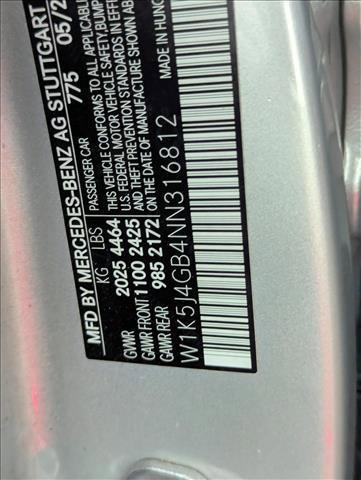 MFD BY MERCEDES-BENZ AG STUTTGART
775 05/2
PASSENGER CAR
KG LBS
GVWR 2025 4464
GAWR FRONT 1100 2425
GAWR REAR 985 2172
THIS VEHICLE CONFORMS TO ALL APPLICABLE
U.S. FEDERAL MOTOR VEHICLE SAFETY, BUMP
AND THEFT PREVENTION STANDARDS IN EFFECT
ON THE DATE OF MANUFACTURE SHOWN AB
W1K5J4GB4NN316812
MADE IN HUNG